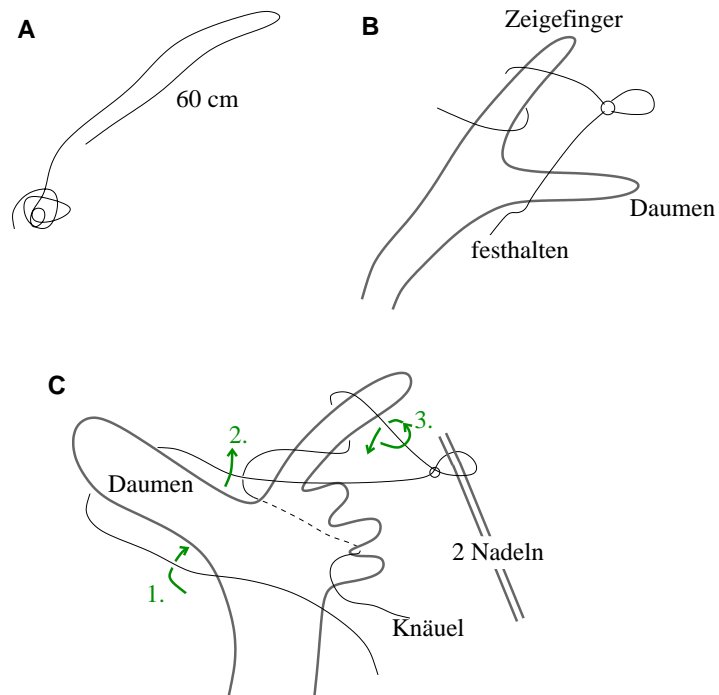 A
60 cm
B
Zeigefinger
Daumen
festhalten
C
3.
2.
Daumen
2 Nadeln
1.
Knäuel